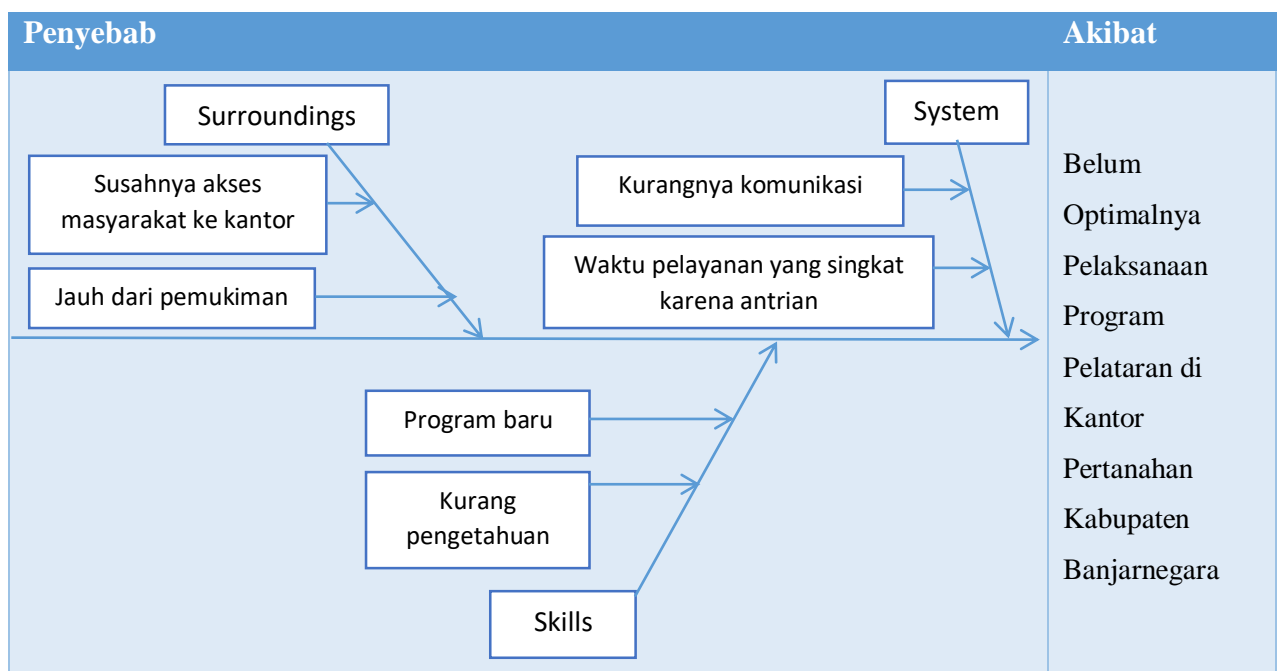 Penyebab
Akibat
Surroundings
Susahnya akses
masyarakat ke kantor
Jauh dari pemukiman
System
Kurangnya komunikasi
Waktu pelayanan yang singkat
karena antrian
Program baru
Kurang
pengetahuan
Skills
Belum
Optimalnya
Pelaksanaan
Program
Pelataran di
Kantor
Pertanahan
Kabupaten
Banjarnegara